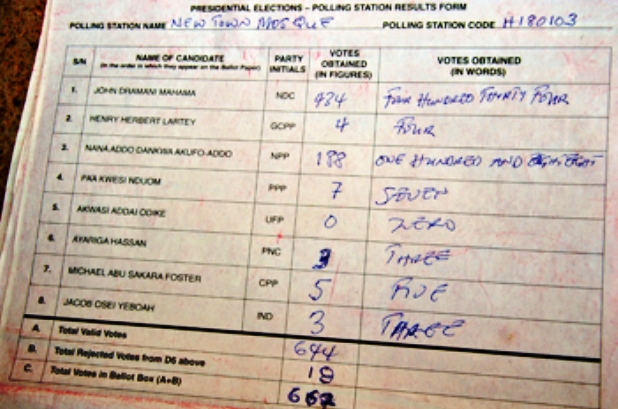 PRESIDENTIAL ELECTIONS – POLLING STATION RESULTS FORM
POLLING STATION NAME NEW TOWN MOSQUE POLLING STATION CODE H180103
S/N NAME OF CANDIDATE (In the order in which they appear on the Ballot Paper) PARTY INITIALS VOTES OBTAINED (IN FIGURES) VOTES OBTAINED (IN WORDS)
1. JOHN DRAMANI MAHAMA NDC 434 FOUR HUNDRED THIRTY FOUR
2. HENRY HERBERT LARTEY GCPP 4 FOUR
3. NANA ADDO DANKWA AKUFO-ADDO NPP 188 ONE HUNDRED AND
4. PAA KWESI NDUOM PPP 7 SEVEN
5. AKWASI ADDAI ODIKE UFP 0 ZERO
6. AYARIGA HASSAN PNC 3 THREE
7. MICHAEL ABU SAKARA FOSTER CPP 5 FIVE
8. JACOB OSEI YEBOAH IND 3 THREE
A. Total Valid Votes 644
B. Total Rejected Votes from D5 above 18
C. Total Votes in Ballot Box (A+B) 662